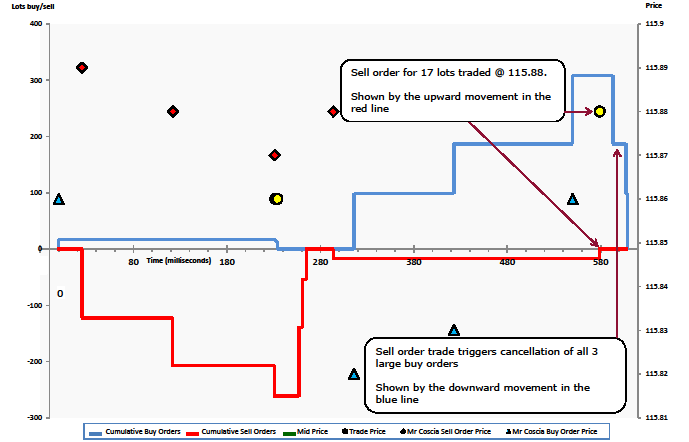 Lots buy/sell
Price
400
115.9
300
115.89
Sell order for 17 lots traded @ 115.88.
Shown by the upward movement in the
red line
115.88
200
115.87
100
115.86
0
80
Time (milliseconds)
180
280
380
480
580
115.85
0
-100
115.84
115.83
-200
Sell order trade triggers cancellation of all 3
large buy orders
Shown by the downward movement in the
blue line
115.82
-300
115.81
Cumulative Buy Orders
Cumulative Sell Orders
Mid Price
Trade Price
Mr Coscia Sell Order Price
Mr Coscia Buy Order Price